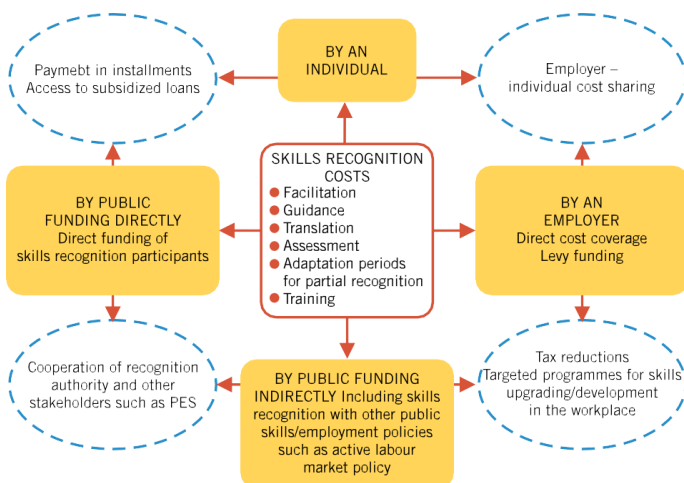 BY AN
INDIVIDUAL
Paymebt in installments
Access to subsidized loans
Employer –
individual cost sharing
SKILLS RECOGNITION
COSTS
● Facilitation
● Guidance
● Translation
● Assessment
● Adaptation periods
for partial recognition
● Training
BY PUBLIC
FUNDING DIRECTLY
Direct funding of
skills recognition participants
BY AN
EMPLOYER
Direct cost coverage
Levy funding
Cooperation of recognition
authority and other
stakeholders such as PES
BY PUBLIC FUNDING
INDIRECTLY Including skills
recognition with other public
skills/employment policies
such as active labour
market policy
Tax reductions
Targeted programmes for skills
upgrading/development
in the workplace